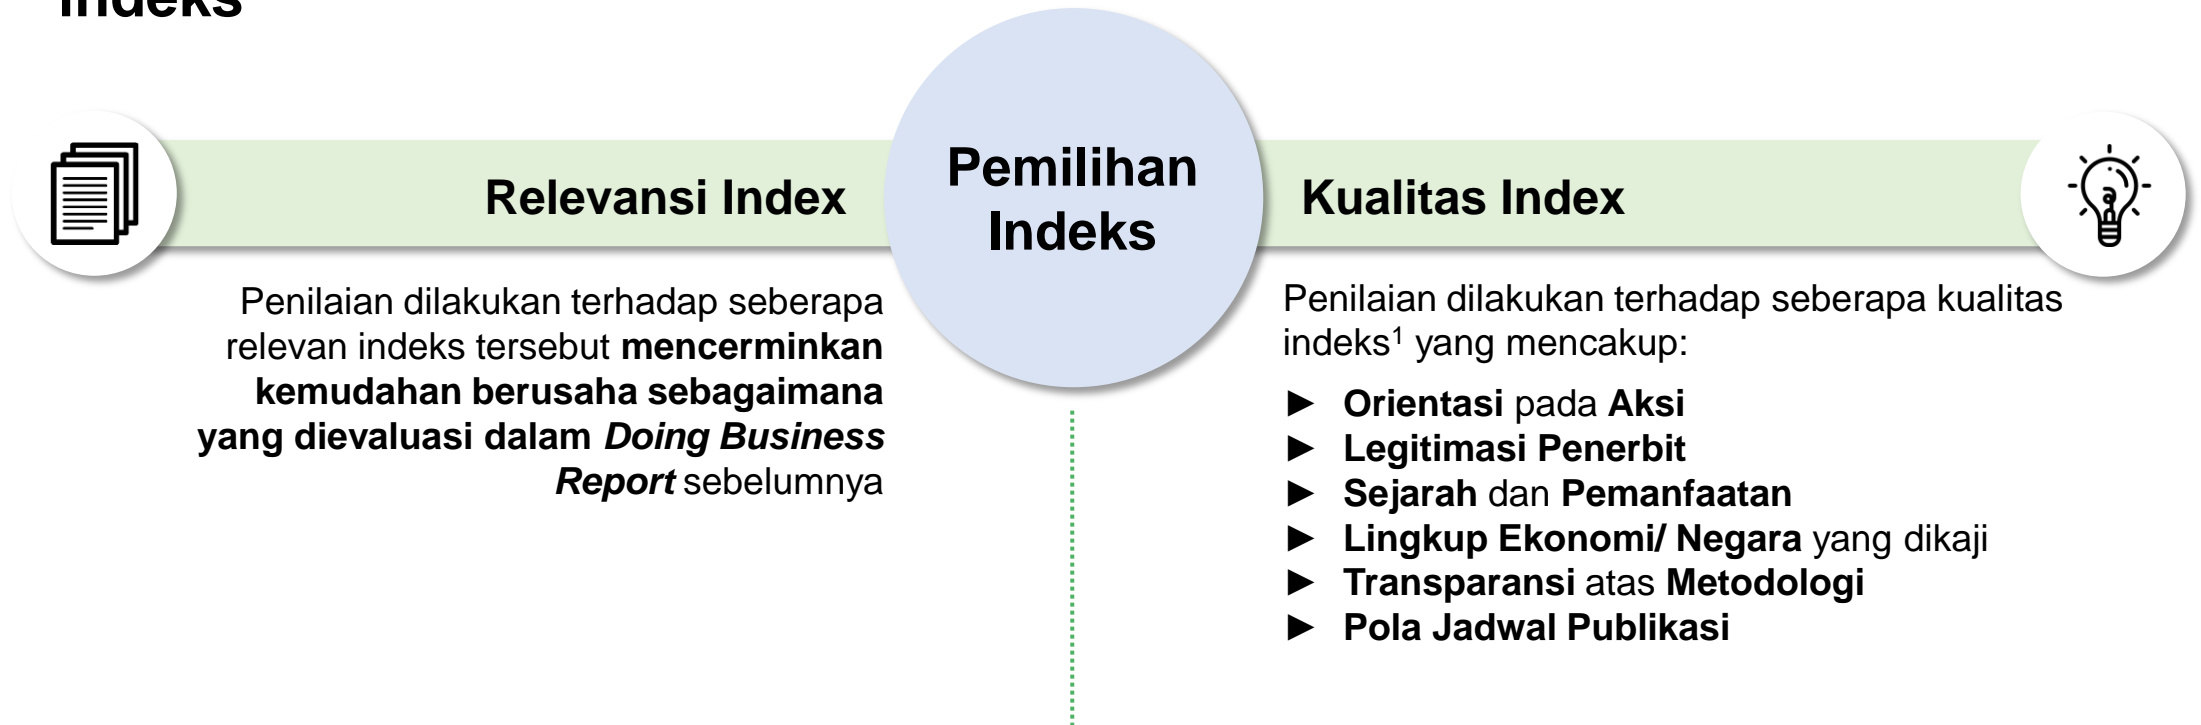 Indeks
Pemilihan
Indeks
Relevansi Index
Penilaian dilakukan terhadap seberapa
relevan indeks tersebut mencerminkan
kemudahan berusaha sebagaimana
yang dievaluasi dalam Doing Business
Report sebelumnya
Kualitas Index
Penilaian dilakukan terhadap seberapa kualitas
indeks¹ yang mencakup:
► Orientasi pada Aksi
► Legitimasi Penerbit
► Sejarah dan Pemanfaatan
► Lingkup Ekonomi/ Negara yang dikaji
► Transparansi atas Metodologi
► Pola Jadwal Publikasi